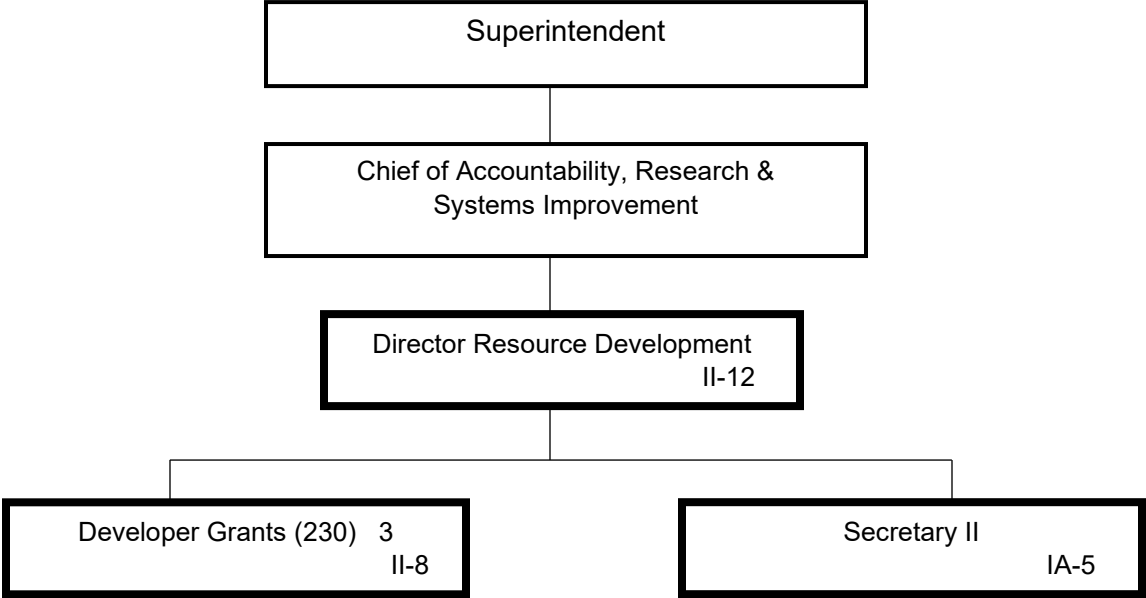 Superintendent
Chief of Accountability, Research &
Systems Improvement
Director Resource Development
II-12
Developer Grants (230) 3
II-8
Secretary II
IA-5